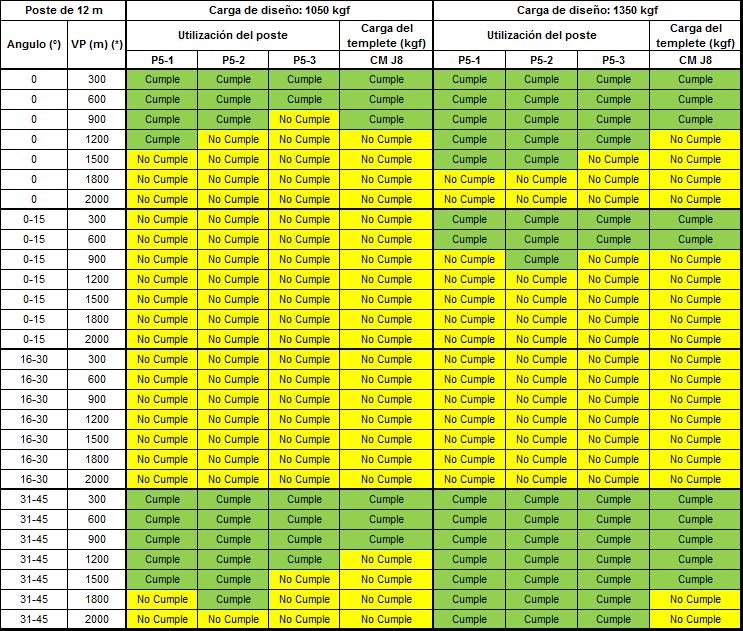 Poste de 12 m Carga de diseño: 1050 kgf Carga de diseño: 1350 kgf
Angulo (°) VP (m) (*) Utilización del poste Carga del templete (kgf) Utilización del poste Carga del templete (kgf)
P5-1 P5-2 P5-3 CM J8 P5-1 P5-2 P5-3 CM J8
0 300 Cumple Cumple Cumple Cumple Cumple Cumple Cumple Cumple
0 600 Cumple Cumple Cumple Cumple Cumple Cumple Cumple Cumple
0 900 Cumple Cumple No Cumple Cumple Cumple Cumple Cumple Cumple
0 1200 Cumple No Cumple No Cumple No Cumple Cumple Cumple Cumple No Cumple
0 1500 No Cumple No Cumple No Cumple No Cumple Cumple Cumple No Cumple No Cumple
0 1800 No Cumple No Cumple No Cumple No Cumple No Cumple No Cumple No Cumple No Cumple
0 2000 No Cumple No Cumple No Cumple No Cumple No Cumple No Cumple No Cumple No Cumple
0-15 300 No Cumple No Cumple No Cumple No Cumple Cumple Cumple Cumple Cumple
0-15 600 No Cumple No Cumple No Cumple No Cumple Cumple Cumple Cumple Cumple
0-15 900 No Cumple No Cumple No Cumple No Cumple No Cumple Cumple No Cumple No Cumple
0-15 1200 No Cumple No Cumple No Cumple No Cumple No Cumple No Cumple No Cumple No Cumple
0-15 1500 No Cumple No Cumple No Cumple No Cumple No Cumple No Cumple No Cumple No Cumple
0-15 1800 No Cumple No Cumple No Cumple No Cumple No Cumple No Cumple No Cumple No Cumple
0-15 2000 No Cumple No Cumple No Cumple No Cumple No Cumple No Cumple No Cumple No Cumple
16-30 300 No Cumple No Cumple No Cumple No Cumple No Cumple No Cumple No Cumple No Cumple
16-30 600 No Cumple No Cumple No Cumple No Cumple No Cumple No Cumple No Cumple No Cumple
16-30 900 No Cumple No Cumple No Cumple No Cumple No Cumple No Cumple No Cumple No Cumple
16-30 1200 No Cumple No Cumple No Cumple No Cumple No Cumple No Cumple No Cumple No Cumple
16-30 1500 No Cumple No Cumple No Cumple No Cumple No Cumple No Cumple No Cumple No Cumple
16-30 1800 No Cumple No Cumple No Cumple No Cumple No Cumple No Cumple No Cumple No Cumple
16-30 2000 No Cumple No Cumple No Cumple No Cumple No Cumple No Cumple No Cumple No Cumple
31-45 300 Cumple Cumple Cumple Cumple Cumple Cumple Cumple Cumple
31-45 600 Cumple Cumple Cumple Cumple Cumple Cumple Cumple Cumple
31-45 900 Cumple Cumple Cumple Cumple Cumple Cumple Cumple Cumple
31-45 1200 Cumple Cumple Cumple No Cumple Cumple Cumple Cumple Cumple
31-45 1500 Cumple Cumple No Cumple No Cumple Cumple Cumple Cumple Cumple
31-45 1800 No Cumple Cumple No Cumple No Cumple Cumple Cumple Cumple No Cumple
31-45 2000 No Cumple No Cumple No Cumple No Cumple Cumple Cumple Cumple No Cumple